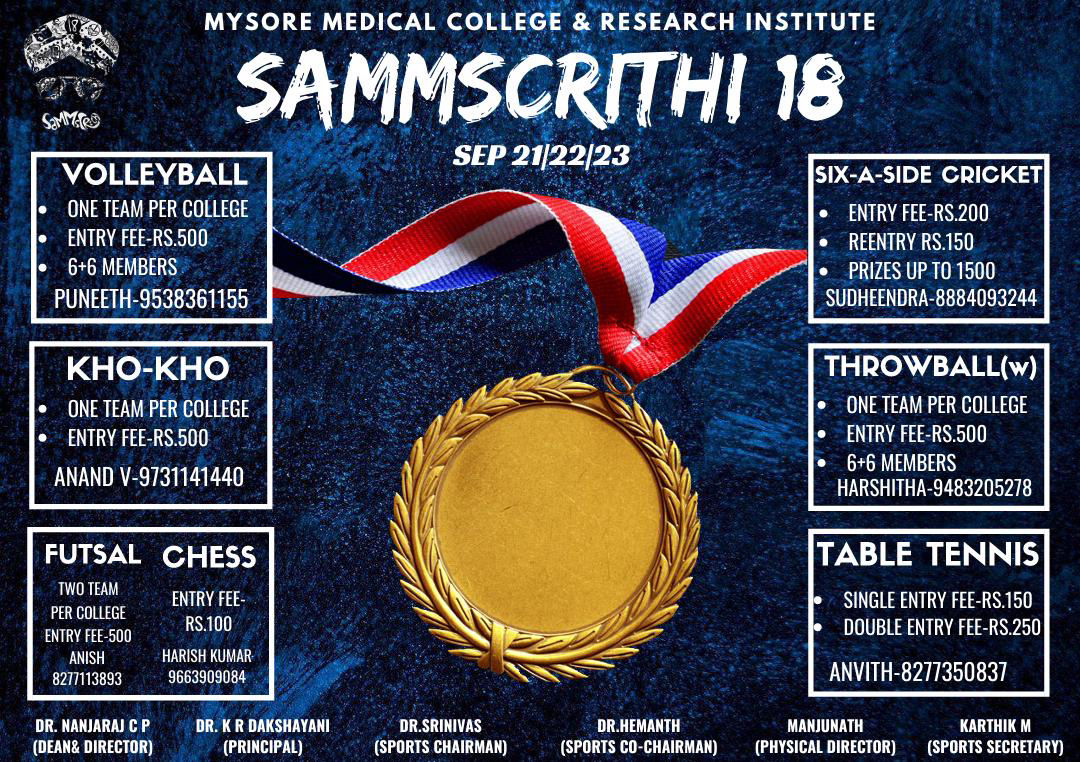 MYSORE MEDICAL COLLEGE & RESEARCH INSTITUTE
SAMMSCRITHI 18
SEP 21/22/23
VOLLEYBALL
• ONE TEAM PER COLLEGE
• ENTRY FEE-RS.500
• 6+6 MEMBERS
PUNEETH-9538361155
KHO-KHO
• ONE TEAM PER COLLEGE
• ENTRY FEE-RS.500
ANAND V-9731141440
FUTSAL
TWO TEAM
PER COLLEGE
ENTRY FEE-500
ANISH
8277113893
CHESS
ENTRY FEE-
RS.100
HARISH KUMAR-
9663909084
SIX-A-SIDE CRICKET
• ENTRY FEE-RS.200
• REENTRY RS.150
• PRIZES UP TO 1500
SUDHEENDRA-8884093244
THROWBALL(w)
• ONE TEAM PER COLLEGE
• ENTRY FEE-RS.500
• 6+6 MEMBERS
HARSHITHA-9483205278
TABLE TENNIS
• SINGLE ENTRY FEE-RS.150
• DOUBLE ENTRY FEE-RS.250
ANVITH-8277350837
DR. NANJARAJ C P
(DEAN& DIRECTOR)
DR. K R DAKSHAYANI
(PRINCIPAL)
DR.SRINIVAS
(SPORTS CHAIRMAN)
DR.HEMANTH
(SPORTS CO-CHAIRMAN)
MANJUNATH
(PHYSICAL DIRECTOR)
KARTHIK M
(SPORTS SECRETARY)